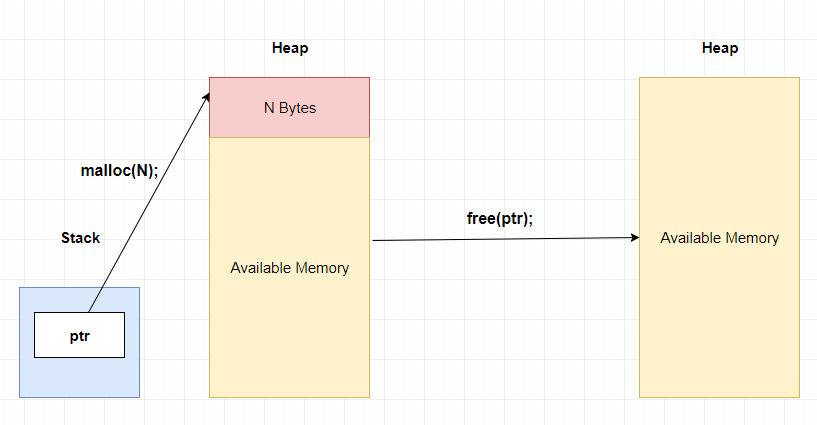 Heap
Heap
N Bytes
malloc(N);
free(ptr);
Stack
Available Memory
Available Memory
ptr